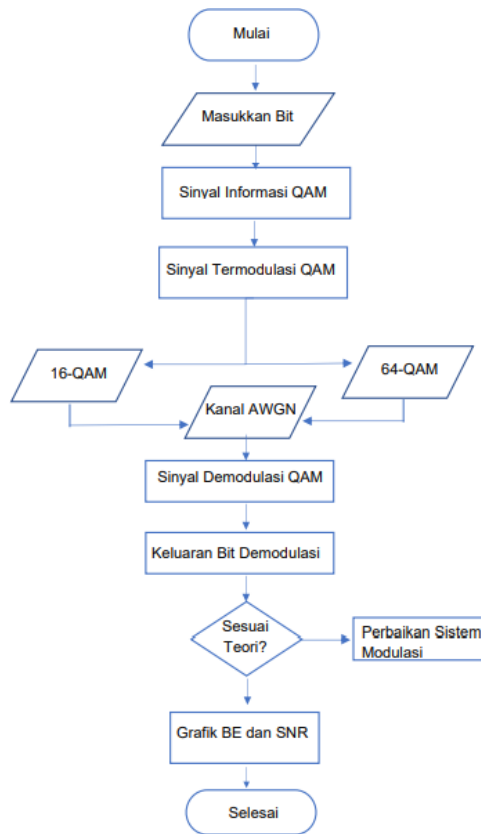 Mulai
Masukkan Bit
Sinyal Informasi QAM
Sinyal Termodulasi QAM
16-QAM
64-QAM
Kanal AWGN
Sinyal Demodulasi QAM
Keluaran Bit Demodulasi
Sesuai
Teori?
Perbaikan Sistem
Modulasi
Grafik BE dan SNR
Selesai